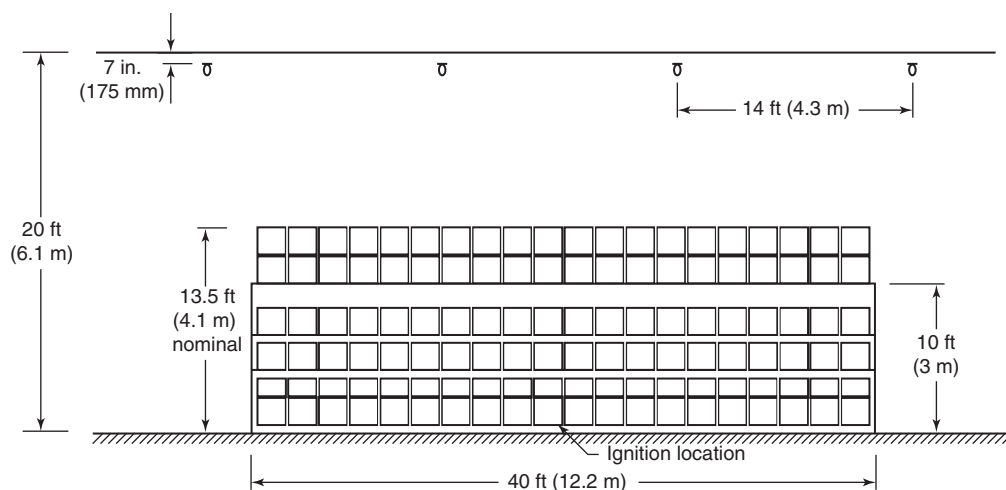 7 in.
(175 mm)
14 ft (4.3 m)
20 ft
(6.1 m)
13.5 ft
(4.1 m)
nominal
10 ft
(3 m)
Ignition location
40 ft (12.2 m)